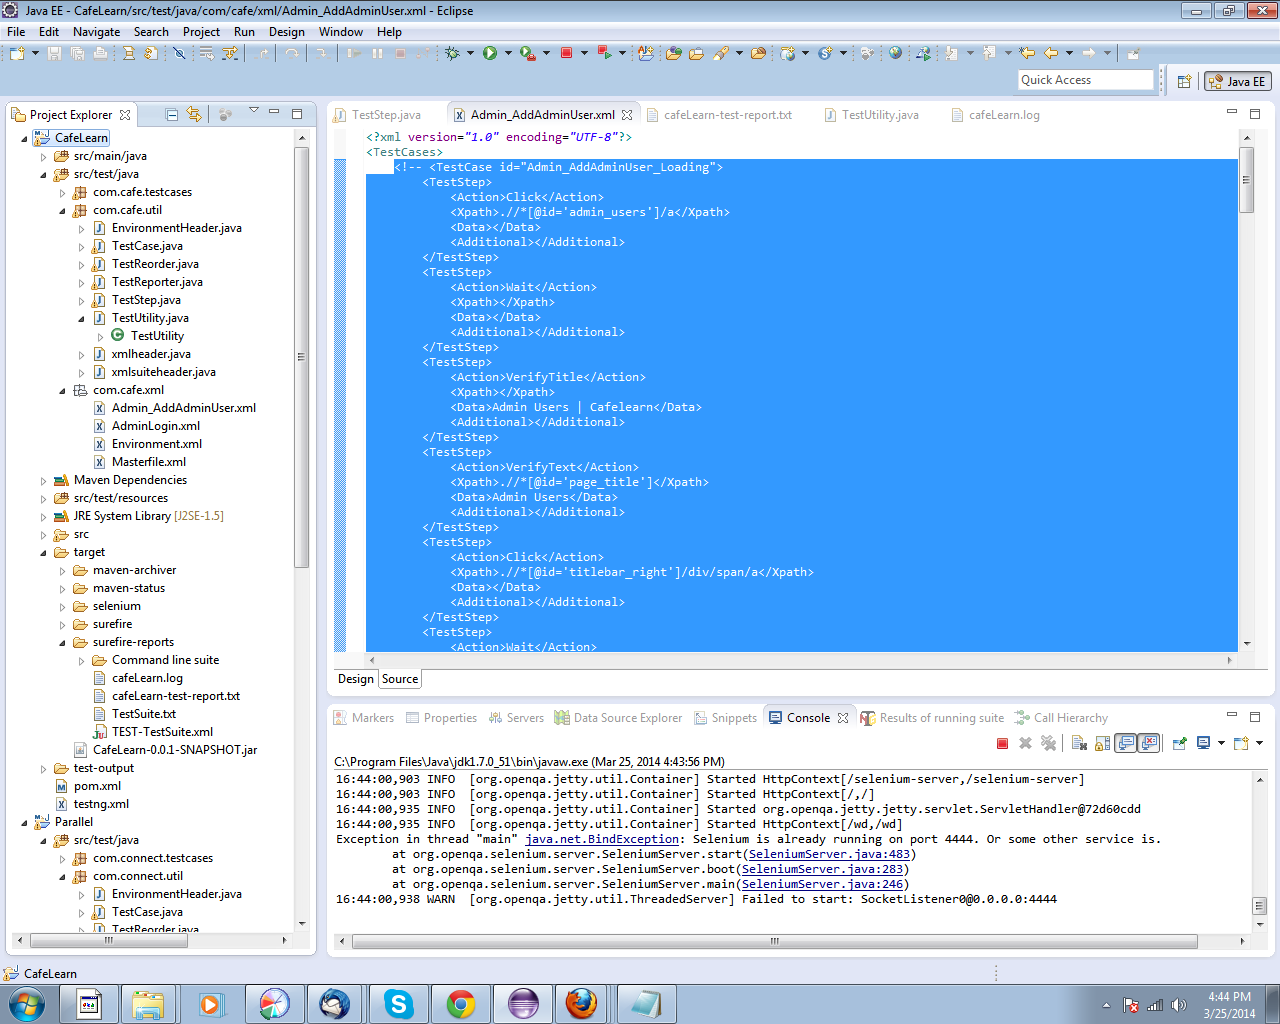 Java EE - CafeLearn/src/test/java/com/cafe/xml/Admin_AddAdminUser.xml - Eclipse
File Edit Navigate Search Project Run Design Window Help
Quick Access
Java EE
Project Explorer
CafeLearn
src/main/java
src/test/java
com.cafe.testcases
com.cafe.util
EnvironmentHeader.java
TestCase.java
TestReorder.java
TestReporter.java
TestStep.java
TestUtility.java
TestUtility
xmlheader.java
xmlsuiteheader.java
com.cafe.xml
Admin_AddAdminUser.xml
AdminLogin.xml
Environment.xml
Masterfile.xml
Maven Dependencies
src/test/resources
JRE System Library [J2SE-1.5]
src
target
maven-archiver
maven-status
selenium
surefire
surefire-reports
Command line suite
cafeLearn.log
cafeLearn-test-report.txt
TestSuite.txt
TEST-TestSuite.xml
CafeLearn-0.0.1-SNAPSHOT.jar
test-output
pom.xml
testng.xml
Parallel
src/test/java
com.connect.testcases
com.connect.util
EnvironmentHeader.java
TestCase.java
TestReorder.java
TestStep.java Admin_AddAdminUser.xml cafeLearn-test-report.txt TestUtility.java cafeLearn.log
<?xml version="1.0" encoding="UTF-8"?>
<TestCases>
<!-- <TestCase id="Admin_AddAdminUser_Loading">
<TestStep>
<Action>Click</Action>
<Xpath>.//*[@id='admin_users']/a</Xpath>
<Data></Data>
<Additional></Additional>
</TestStep>
<TestStep>
<Action>Wait</Action>
<Xpath></Xpath>
<Data></Data>
<Additional></Additional>
</TestStep>
<TestStep>
<Action>VerifyTitle</Action>
<Xpath></Xpath>
<Data>Admin Users | Cafelearn</Data>
<Additional></Additional>
</TestStep>
<TestStep>
<Action>VerifyText</Action>
<Xpath>.//*[@id='page_title']</Xpath>
<Data>Admin Users</Data>
<Additional></Additional>
</TestStep>
<TestStep>
<Action>Click</Action>
<Xpath>.//*[@id='titlebar_right']/div/span/a</Xpath>
<Data></Data>
<Additional></Additional>
</TestStep>
<TestStep>
<Action>Wait</Action>
Design Source
Markers Properties Servers Data Source Explorer Snippets Console Results of running suite Call Hierarchy
C:\Program Files\Java\jdk1.7.0_51\bin\javaw.exe (Mar 25, 2014 4:43:56 PM)
16:44:00,903 INFO [org.openqa.jetty.util.Container] Started HttpContext[/selenium-server,/selenium-server]
16:44:00,903 INFO [org.openqa.jetty.util.Container] Started HttpContext[/,/]
16:44:00,935 INFO [org.openqa.jetty.util.Container] Started org.openqa.jetty.jetty.servlet.ServletHandler@72d60cdd
16:44:00,935 INFO [org.openqa.jetty.util.Container] Started HttpContext[/wd,/wd]
Exception in thread "main" java.net.BindException: Selenium is already running on port 4444. Or some other service is.
at org.openqa.selenium.server.SeleniumServer.start(SeleniumServer.java:483)
at org.openqa.selenium.server.SeleniumServer.boot(SeleniumServer.java:283)
at org.openqa.selenium.server.SeleniumServer.main(SeleniumServer.java:246)
16:44:00,938 WARN [org.openqa.jetty.util.ThreadedServer] Failed to start: SocketListener0@0.0.0.0:4444
CafeLearn
4:44 PM
3/25/2014